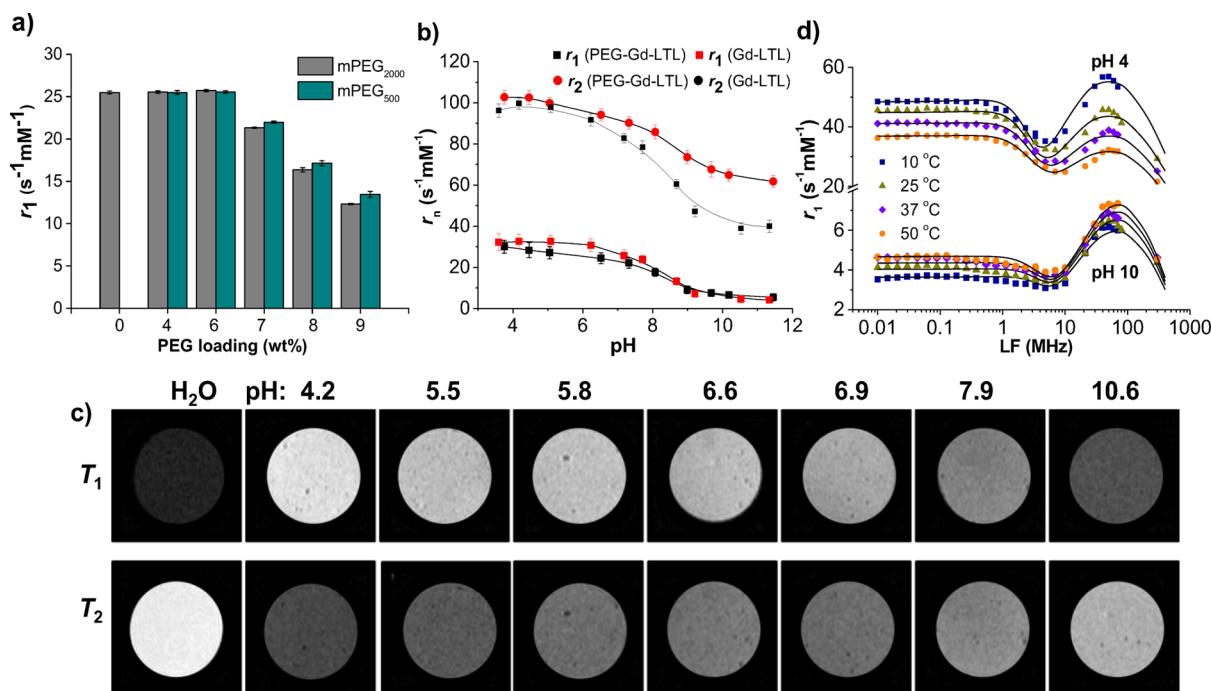 a)
r₁ (s⁻¹mM⁻¹)
30
25
20
15
10
5
0
mPEG₂₀₀₀
mPEG₅₀₀
0 4 6 7 8 9
PEG loading (wt%)
b)
r₁ (PEG-Gd-LTL) r₁ (Gd-LTL)
r₂ (PEG-Gd-LTL) r₂ (Gd-LTL)
rₙ (s⁻¹mM⁻¹)
140
120
100
80
60
40
20
0
4 6 8 10 12
pH
d)
r₁ (s⁻¹mM⁻¹)
60
45
30
8
6
4
2
pH 4
10 °C
25 °C
37 °C
50 °C
pH 10
0.01 0.1 1 10 100 1000
LF (MHz)
c)
H₂O pH: 4.2 5.5 5.8 6.6 6.9 7.9 10.6
T₁
T₂